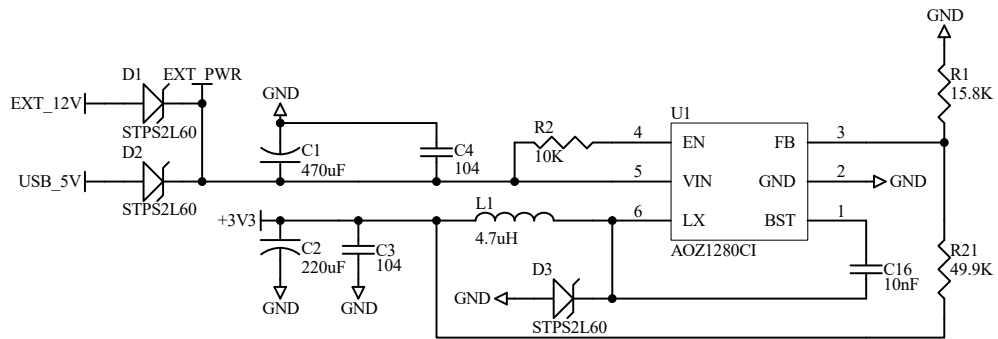 GND
D1
EXT_PWR
EXT_12V
STPS2L60
GND
R1
15.8K
U1
R2
10K
4
EN
FB
3
D2
C1
470uF
C4
104
USB_5V
STPS2L60
5
VIN
GND
2
GND
L1
+3V3
4.7uH
6
LX
BST
1
AOZ1280CI
C2
220uF
C3
104
D3
GND
STPS2L60
C16
10nF
R21
49.9K
GND
GND